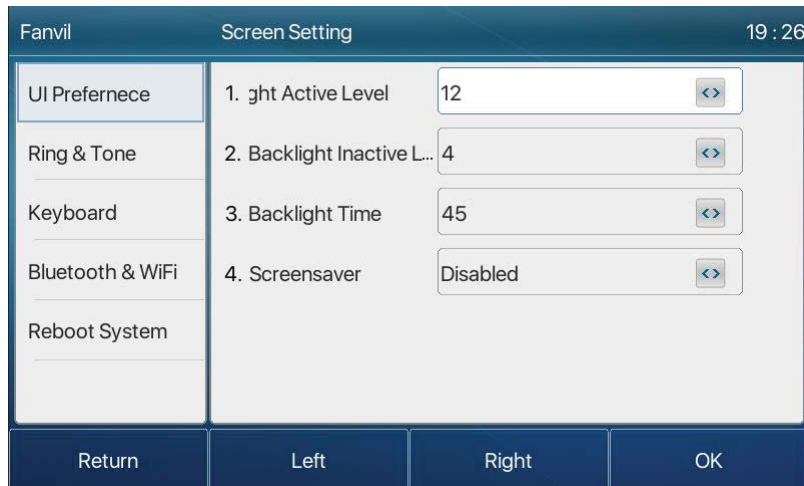 Fanvil Screen Setting 19 : 26
UI Prefernece
Ring & Tone
Keyboard
Bluetooth & WiFi
Reboot System
1. ght Active Level 12
2. Backlight Inactive L... 4
3. Backlight Time 45
4. Screensaver Disabled
Return Left Right OK